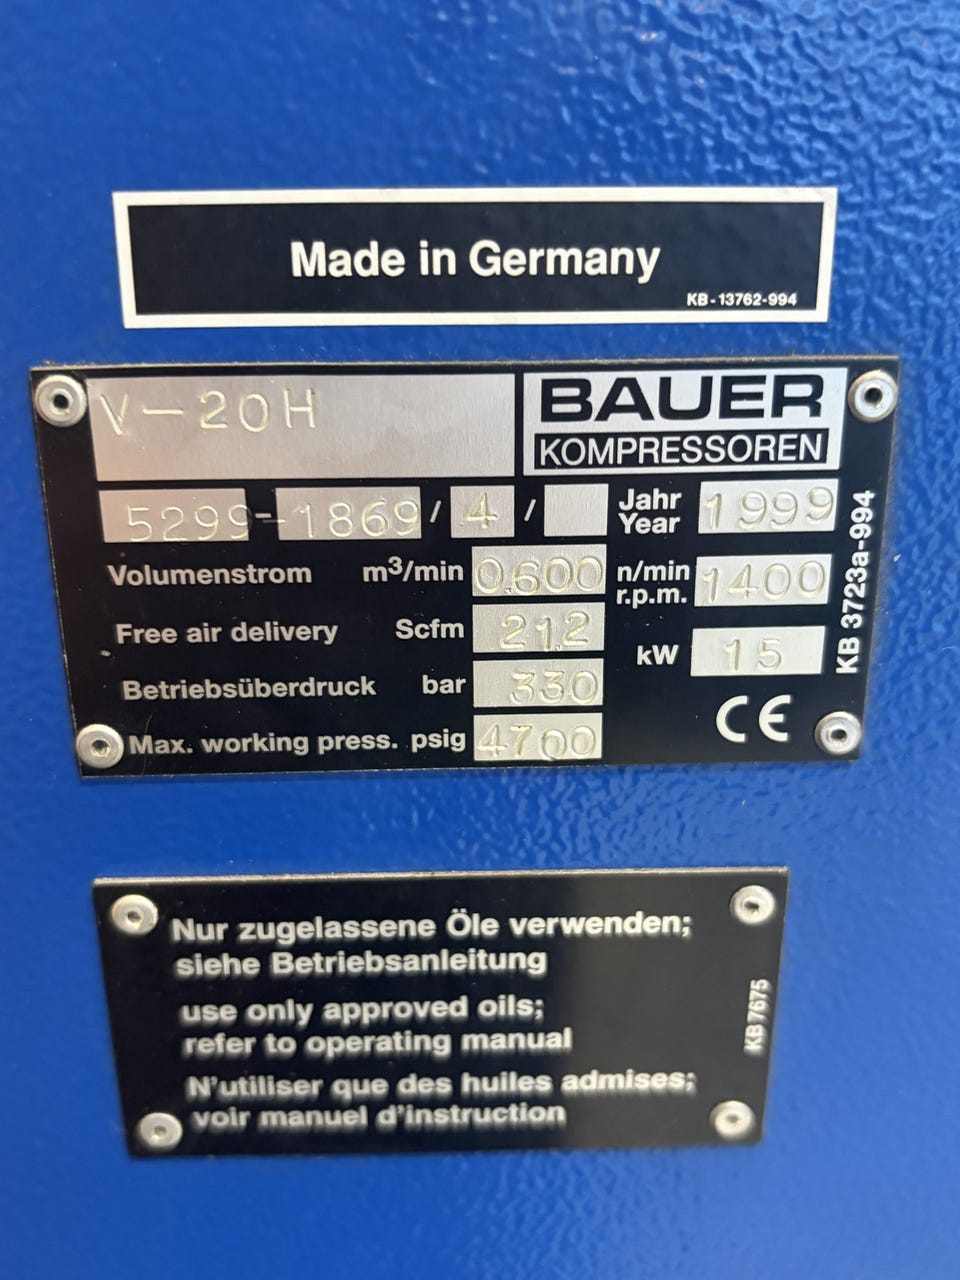 Made in Germany
KB-13762-994
V-20H
BAUER
KOMPRESSOREN
5299-1869/4/
Jahr
Year
1999
Volumenstrom m³/min 0.600
n/min
r.p.m.
1400
Free air delivery Scfm 21.2
kW 15
Betriebsüberdruck bar 330
Max. working press. psig 4700
CE
KB 3723a-994
Nur zugelassene Öle verwenden;
siehe Betriebsanleitung
use only approved oils;
refer to operating manual
N'utiliser que des huiles admises;
voir manuel d'instruction
KB7675